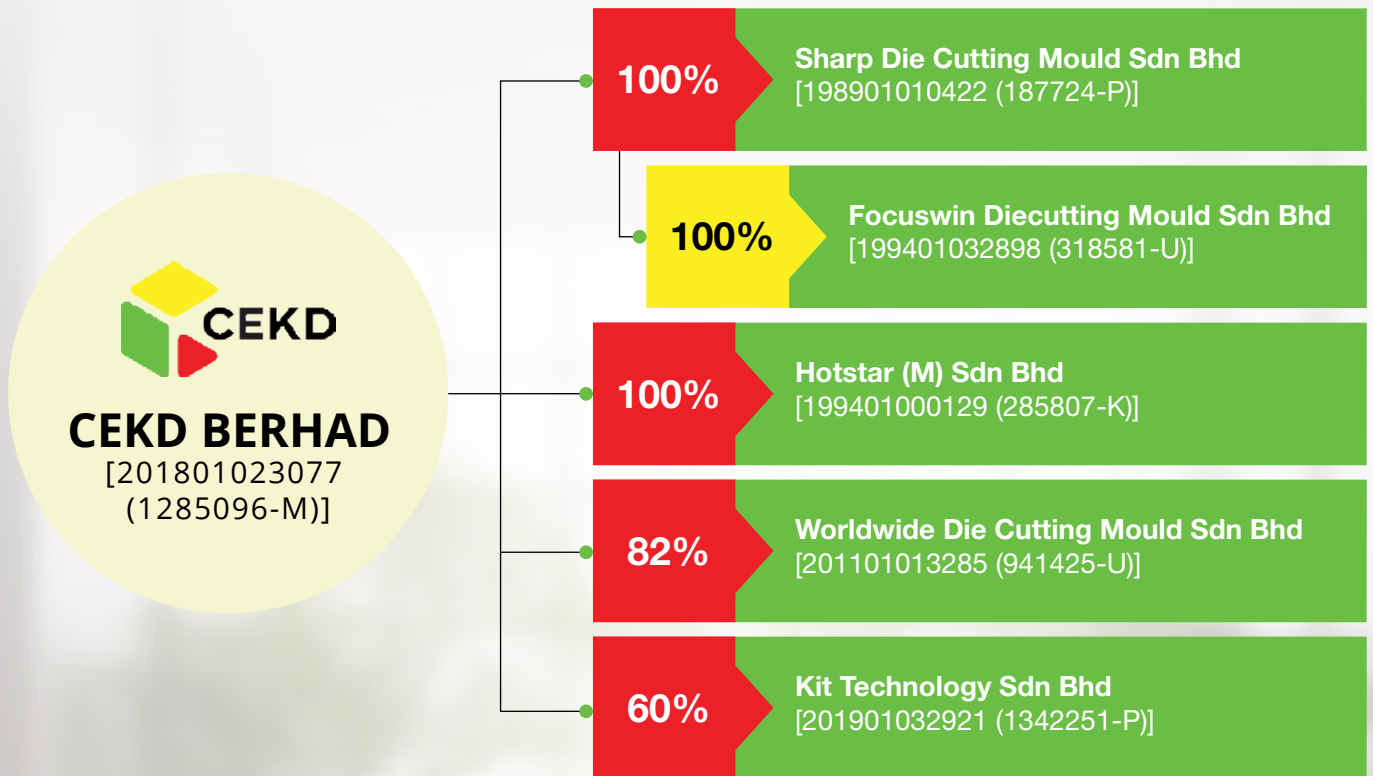 100%
Sharp Die Cutting Mould Sdn Bhd
[198901010422 (187724-P)]
100%
Focuswin Diecutting Mould Sdn Bhd
[199401032898 (318581-U)]
CEKD
CEKD BERHAD
[201801023077
(1285096-M)]
100%
Hotstar (M) Sdn Bhd
[199401000129 (285807-K)]
82%
Worldwide Die Cutting Mould Sdn Bhd
[201101013285 (941425-U)]
60%
Kit Technology Sdn Bhd
[201901032921 (1342251-P)]